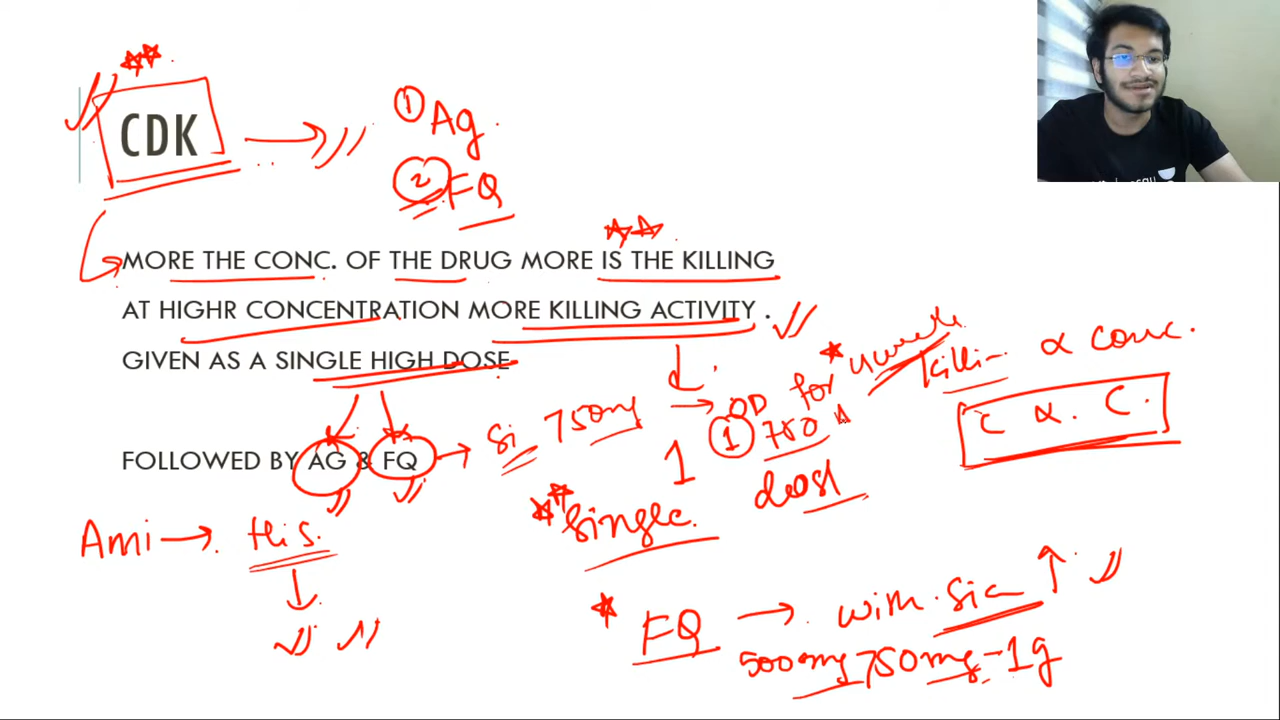 CDK
① Ag.
② FQ
MORE THE CONC. OF THE DRUG MORE IS THE KILLING
AT HIGHR CONCENTRATION MORE KILLING ACTIVITY .
GIVEN AS A SINGLE HIGH DOSE
FOLLOWED BY AG & FQ
Si 750mg → OD for
1 ① 750
dose
single.
killi- ∝ conc.
C ∝. C.
Ami → His.
FQ → with
500mg 750mg-1g